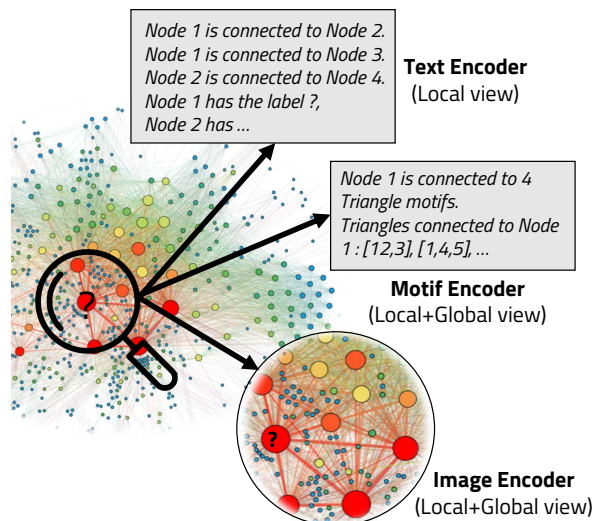 Node 1 is connected to Node 2.
Node 1 is connected to Node 3.
Node 2 is connected to Node 4.
Node 1 has the label ?,
Node 2 has ...
Text Encoder
(Local view)
Node 1 is connected to 4
Triangle motifs.
Triangles connected to Node
1 : [12,3], [1,4,5], ...
Motif Encoder
(Local+Global view)
?
?
Image Encoder
(Local+Global view)